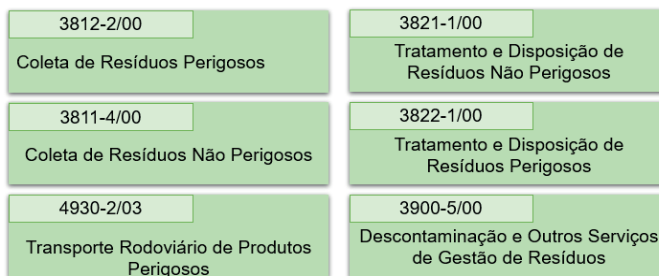 3812-2/00
Coleta de Resíduos Perigosos
3821-1/00
Tratamento e Disposição de
Resíduos Não Perigosos
3811-4/00
Coleta de Resíduos Não Perigosos
3822-1/00
Tratamento e Disposição de
Resíduos Perigosos
4930-2/03
Transporte Rodoviário de Produtos
Perigosos
3900-5/00
Descontaminação e Outros Serviços
de Gestão de Resíduos